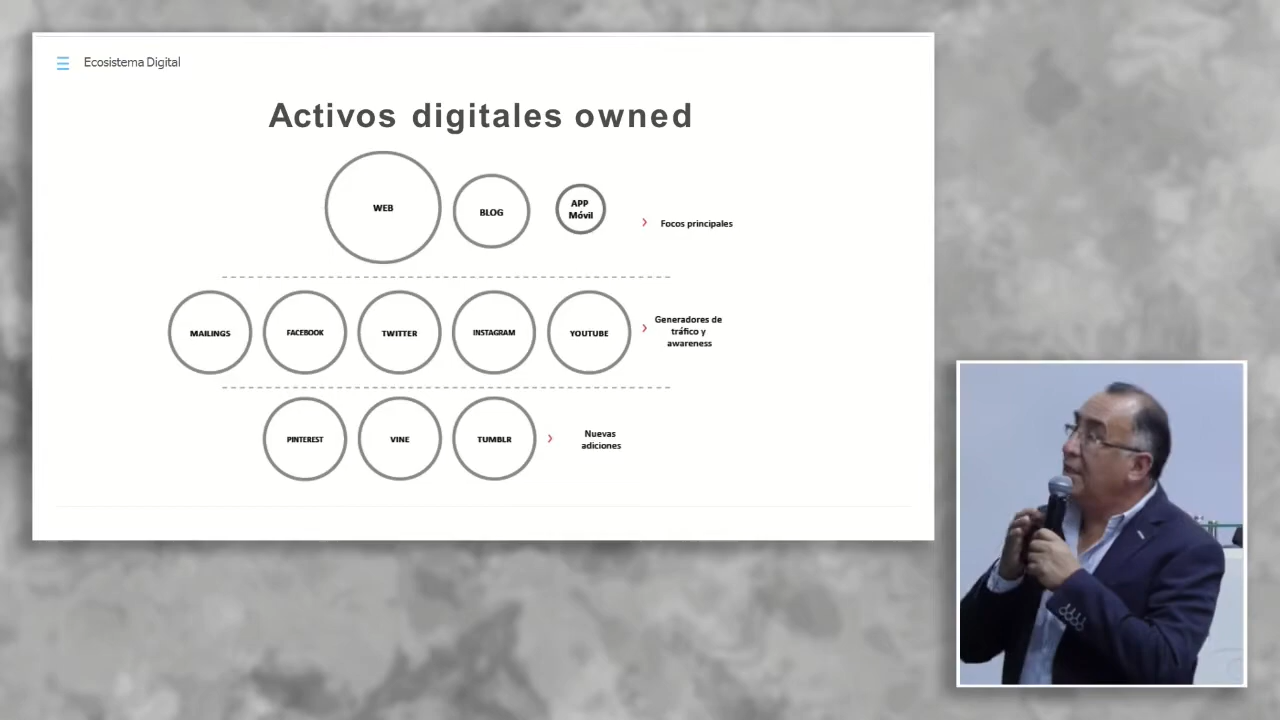 Ecosistema Digital
Activos digitales owned
WEB
BLOG
APP
Móvil
Focos principales
MAILINGS
FACEBOOK
TWITTER
INSTAGRAM
YOUTUBE
Generadores de
tráfico y
awareness
PINTEREST
VINE
TUMBLR
Nuevas
adiciones